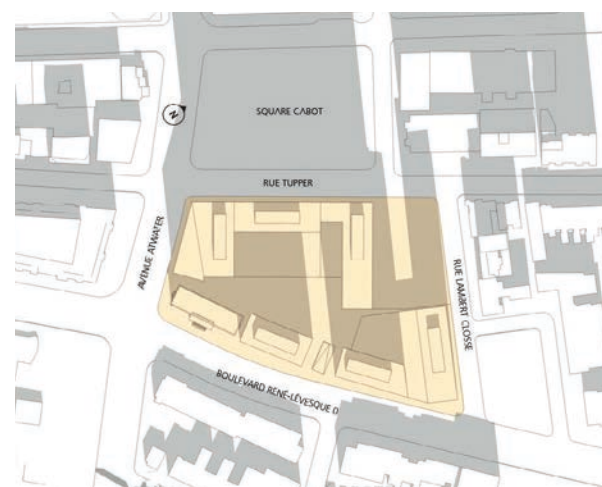 N
SQUARE CABOT
RUE TUPPER
AVENUE ATWATER
RUE LAMBERT CLOSSE
BOULEVARD RENÉ-LÉVESQUE O